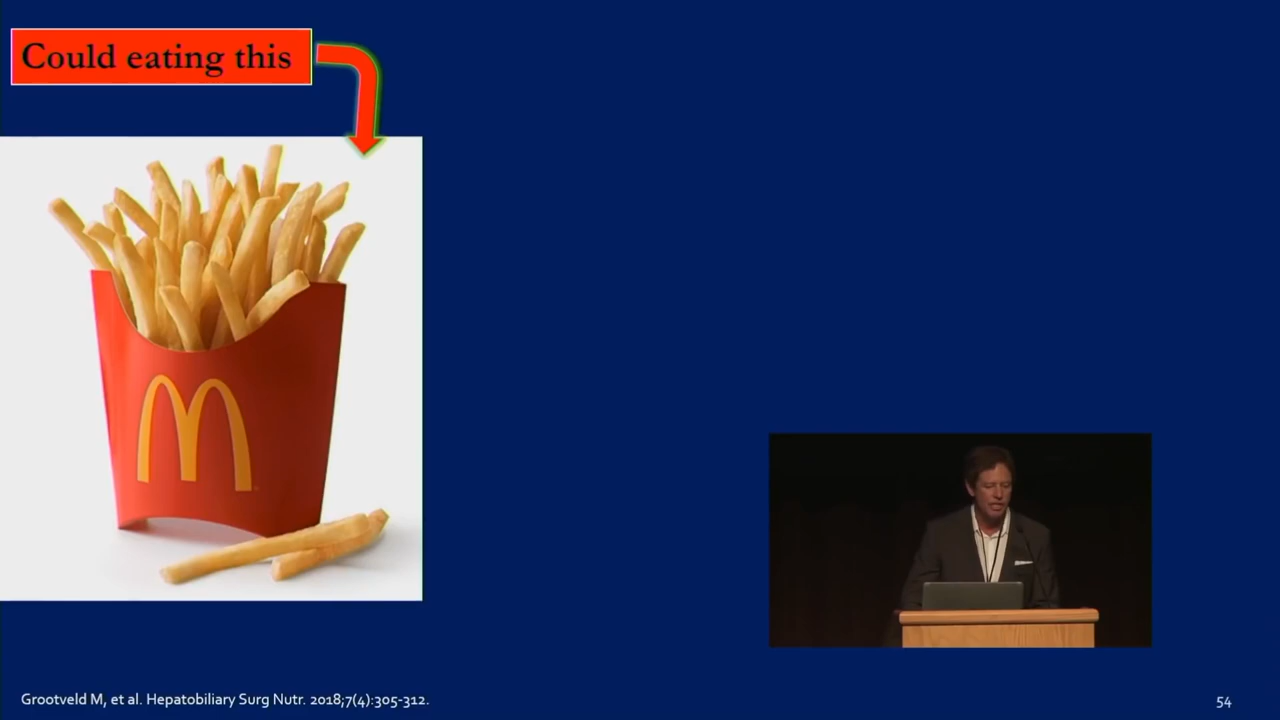 Could eating this
M
Grootveld M, et al. Hepatobiliary Surg Nutr. 2018;7(4):305-312.
54